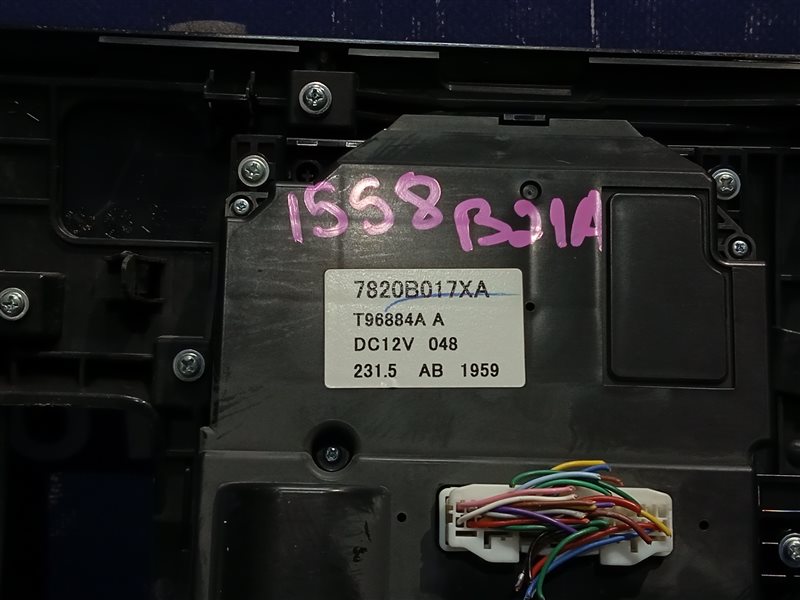 1558 B21A
7820B017XA
T96884A A
DC12V 048
231.5 AB 1959